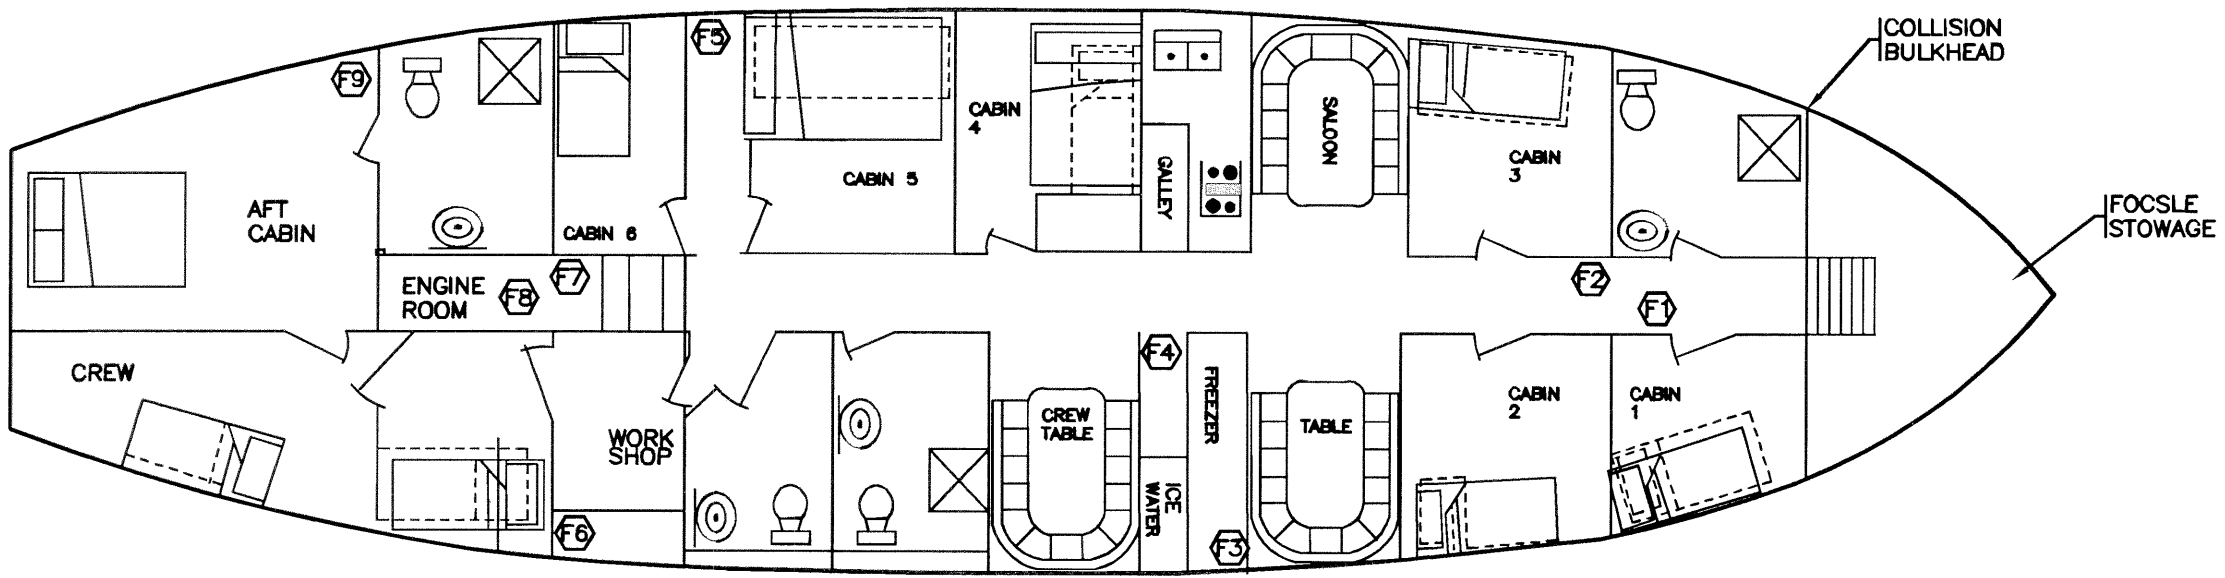 COLLISION
BULKHEAD
FOCSLE
STOWAGE
F9
F5
AFT
CABIN
CABIN 6
CABIN 5
CABIN
4
GALLEY
SALOON
CABIN
3
ENGINE
ROOM
F8
F7
F2
F1
CREW
WORK
SHOP
F6
CREW
TABLE
F4
ICE
WATER
FREEZER
F3
TABLE
CABIN
2
CABIN
1